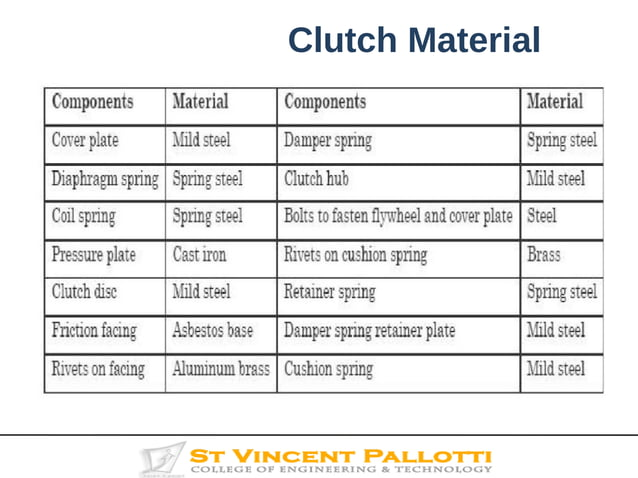 Clutch Material
Components Material Components Material
Cover plate Mild steel Damper spring Spring steel
Diaphragm spring Spring steel Clutch hub Mild steel
Coil spring Spring steel Bolts to fasten flywheel and cover plate Steel
Pressure plate Cast iron Rivets on cushion spring Brass
Clutch disc Mild steel Retainer spring Spring steel
Friction facing Asbestos base Damper spring retainer plate Mild steel
Rivets on facing Aluminum brass Cushion spring Mild steel
ST VINCENT PALLOTTI
COLLEGE OF ENGINEERING & TECHNOLOGY